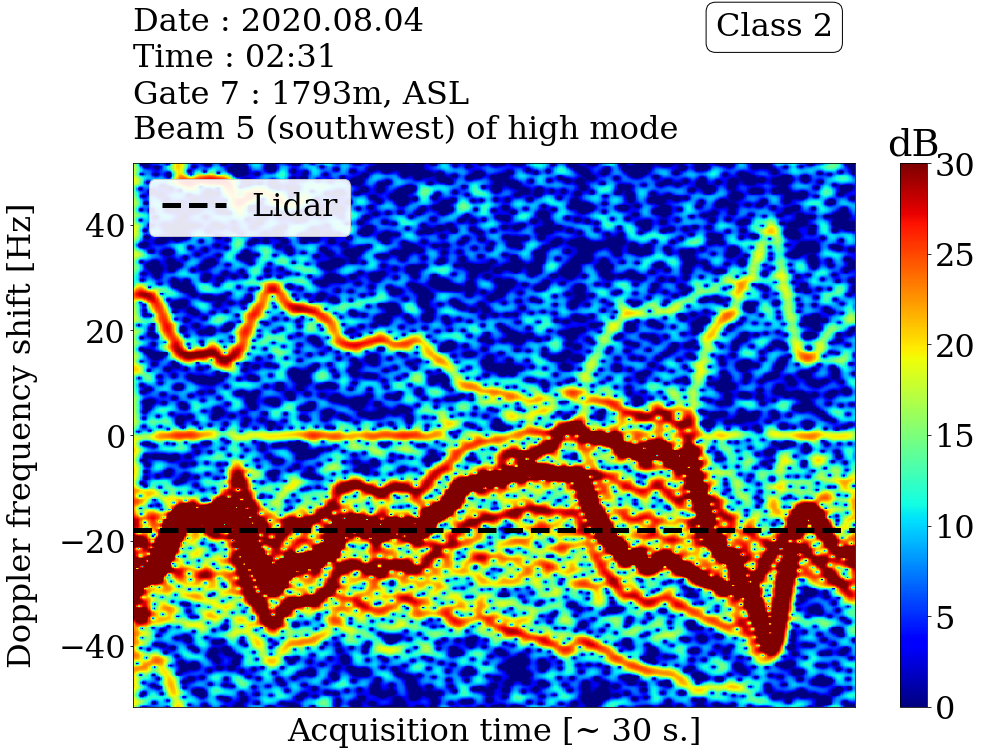 Date : 2020.08.04
Time : 02:31
Gate 7 : 1793m, ASL
Beam 5 (southwest) of high mode
Class 2
dB
Lidar
Doppler frequency shift [Hz]
40
20
0
−20
−40
Acquisition time [~ 30 s.]
30
25
20
15
10
5
0